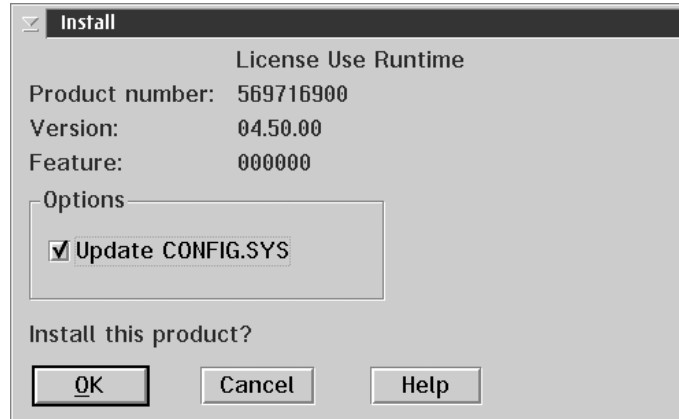 Install
License Use Runtime
Product number: 569716900
Version: 04.50.00
Feature: 000000
Options
Update CONFIG.SYS
Install this product?
OK Cancel Help